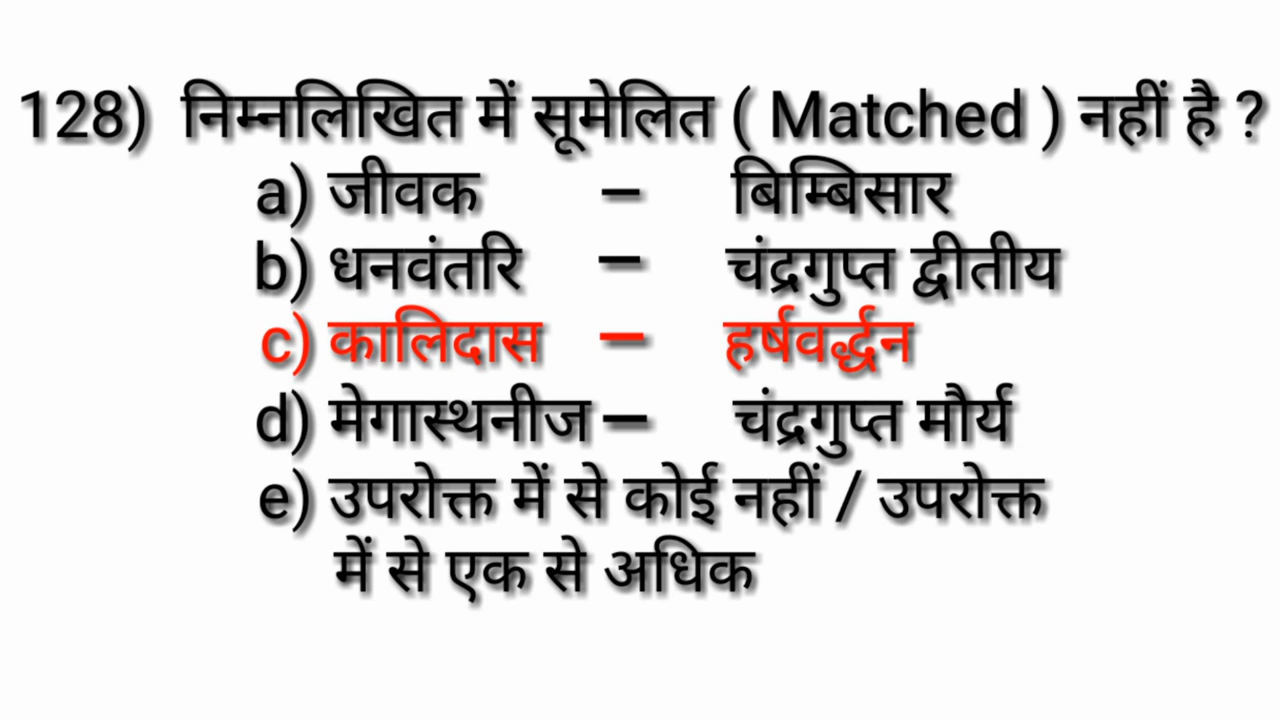 128) निम्नलिखित में सूमेलित ( Matched ) नहीं है ?
a) जीवक – बिम्बिसार
b) धनवंतरि – चंद्रगुप्त द्वीतीय
c) कालिदास – हर्षवर्द्धन
d) मेगास्थनीज – चंद्रगुप्त मौर्य
e) उपरोक्त में से कोई नहीं / उपरोक्त
में से एक से अधिक